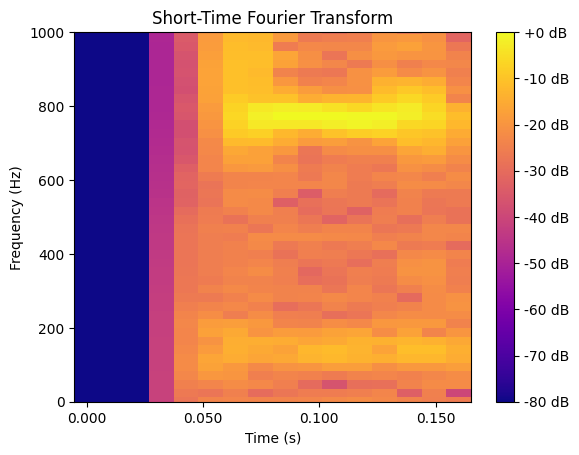 Short-Time Fourier Transform
1000
800
600
400
200
0
Frequency (Hz)
0.000
0.050
0.100
0.150
Time (s)
+0 dB
-10 dB
-20 dB
-30 dB
-40 dB
-50 dB
-60 dB
-70 dB
-80 dB